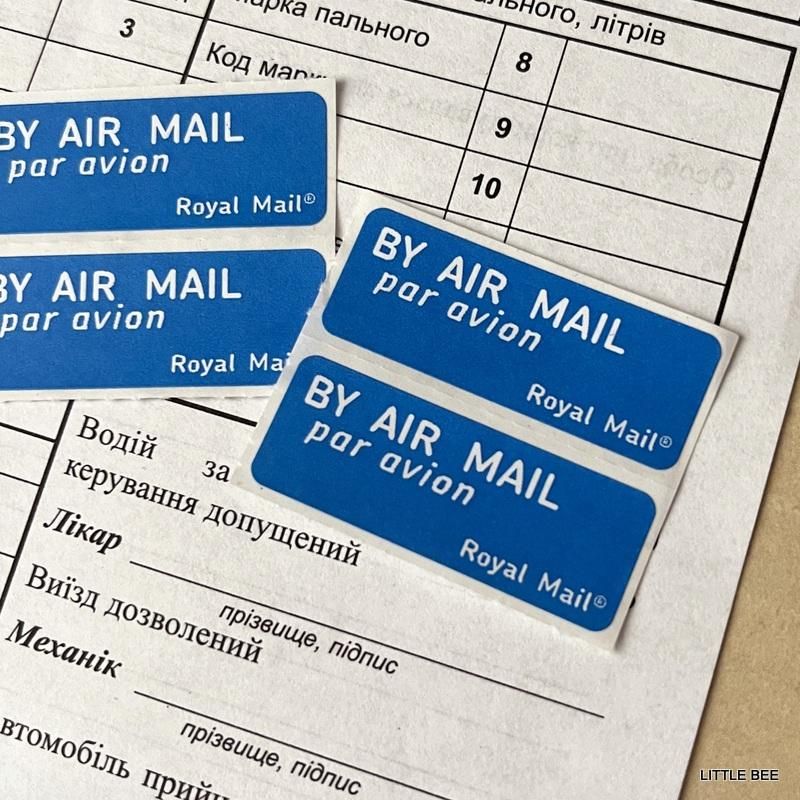 ального, літрів
арка пального
3
8
Код марк
9
10
BY AIR MAIL
par avion
Royal Mail®
BY AIR MAIL
par avion
Royal Mai
BY AIR MAIL
par avion
Royal Mail®
BY AIR MAIL
par avion
Royal Mail®
Водій за
керування допущений
Лікар
прізвище, підпис
Виїзд дозволений
Механік
прізвище, підпис
втомобіль прийн
LITTLE BEE